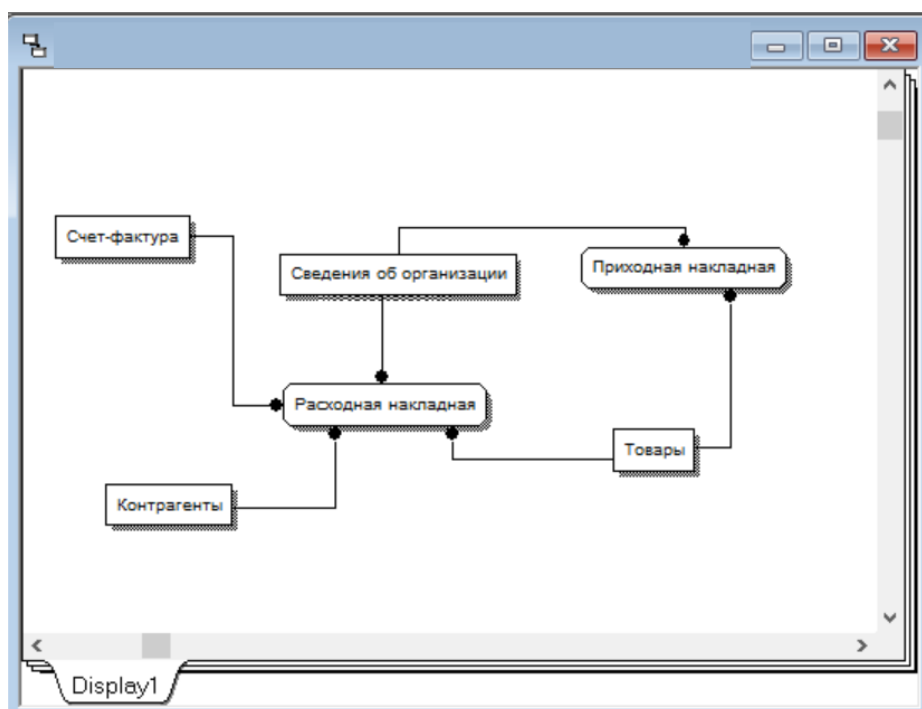 Счет-фактура
Сведения об организации
Приходная накладная
Расходная накладная
Товары
Контрагенты
Display1